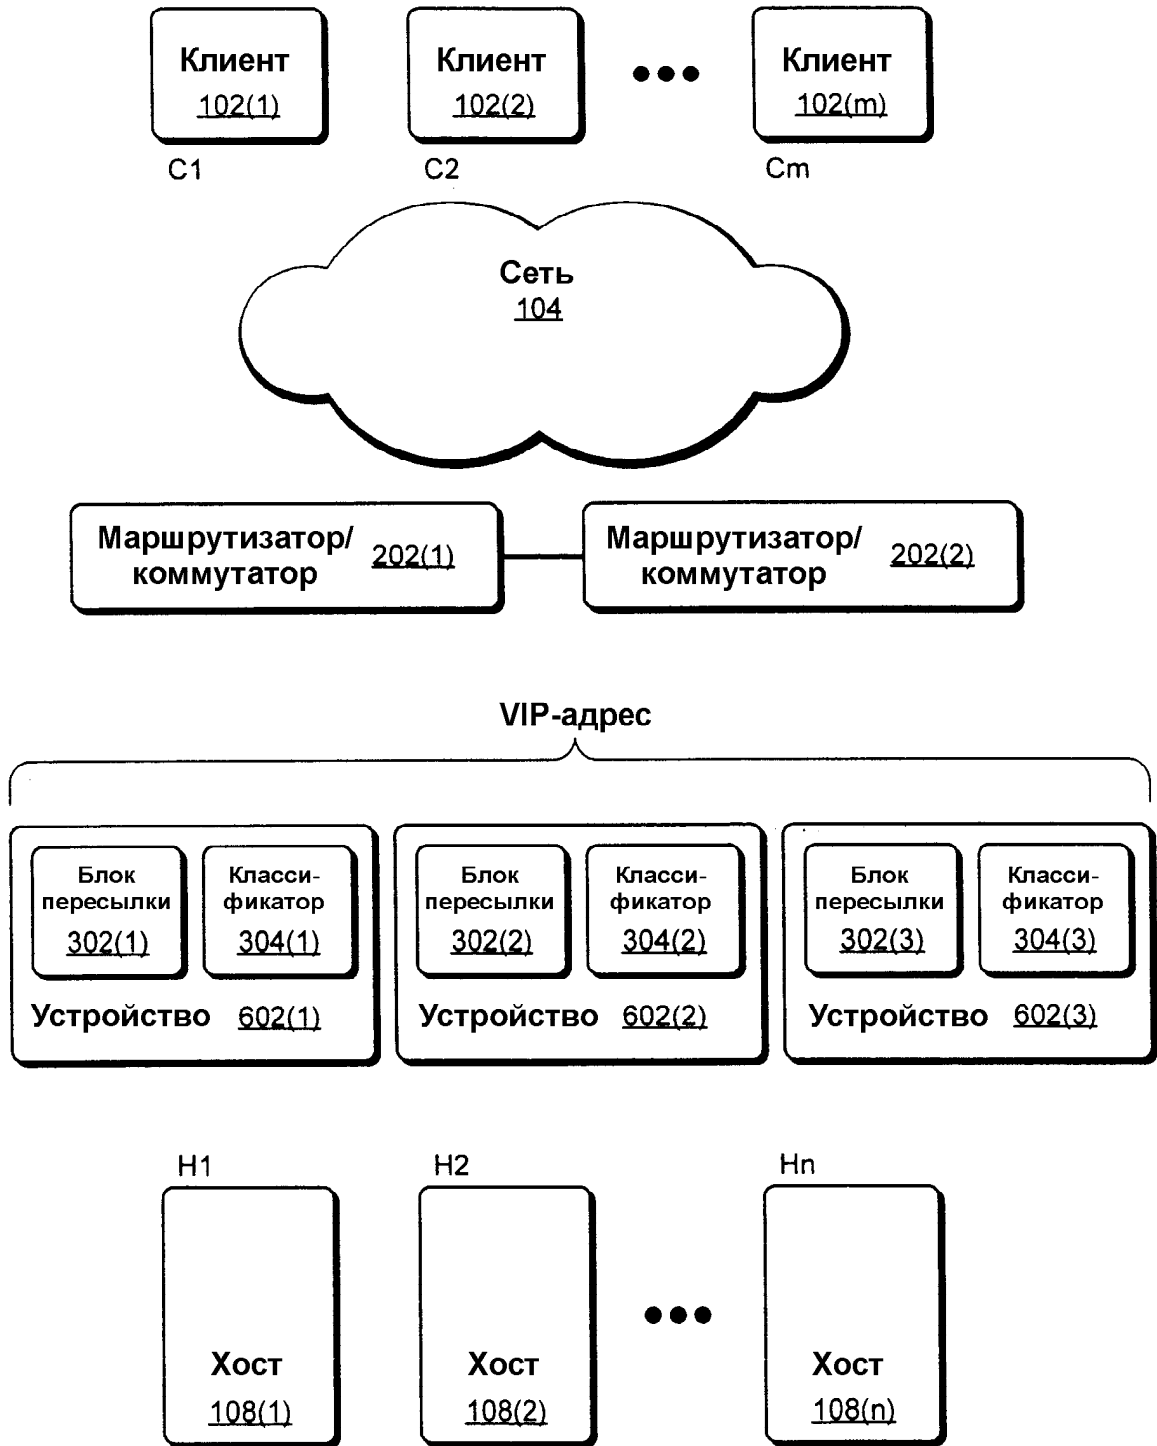 Клиент
102(1)
Клиент
102(2)
Клиент
102(m)
C1
C2
Cm
Сеть
104
Маршрутизатор/
коммутатор
202(1)
Маршрутизатор/
коммутатор
202(2)
VIP-адрес
Блок
пересылки
302(1)
Класси-
фикатор
304(1)
Устройство 602(1)
Блок
пересылки
302(2)
Класси-
фикатор
304(2)
Устройство 602(2)
Блок
пересылки
302(3)
Класси-
фикатор
304(3)
Устройство 602(3)
H1
H2
Hn
Хост
108(1)
Хост
108(2)
Хост
108(n)